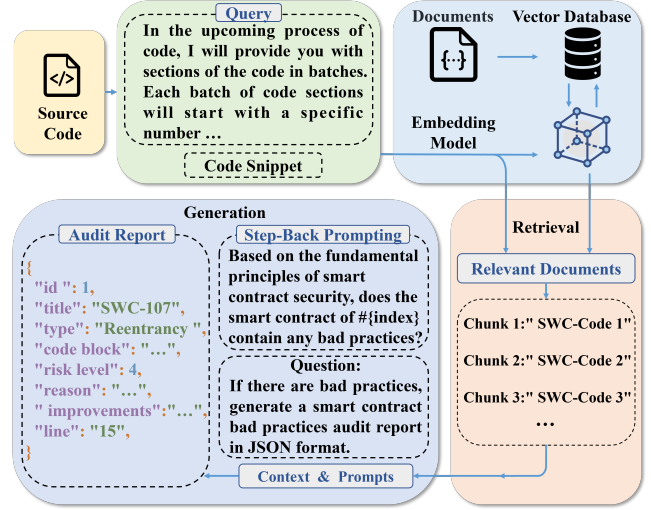 Query
In the upcoming process of
code, I will provide you with
sections of the code in batches.
Each batch of code sections
will start with a specific
number ...
Code Snippet
Source
Code
Documents
Vector Database
{··}
</>
Embedding
Model
Generation
Audit Report
{
"id ": 1,
"title": "SWC-107",
"type": "Reentrancy ",
"code block": "...",
"risk level": 4,
"reason": "...",
" improvements":"...",
"line": "15",
}
Step-Back Prompting
Based on the fundamental
principles of smart
contract security, does the
smart contract of #{index}
contain any bad practices?
Question:
If there are bad practices,
generate a smart contract
bad practices audit report
in JSON format.
Context & Prompts
Retrieval
Relevant Documents
Chunk 1:" SWC-Code 1"
Chunk 2:" SWC-Code 2"
Chunk 3:" SWC-Code 3"
...